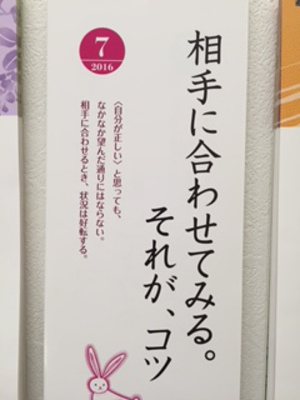 7
2016
相手に合わせてみる。
それが、コツ
〈自分が正しい〉と思っても、
なかなか望んだ通りにはならない。
相手に合わせるとき、状況は好転する。